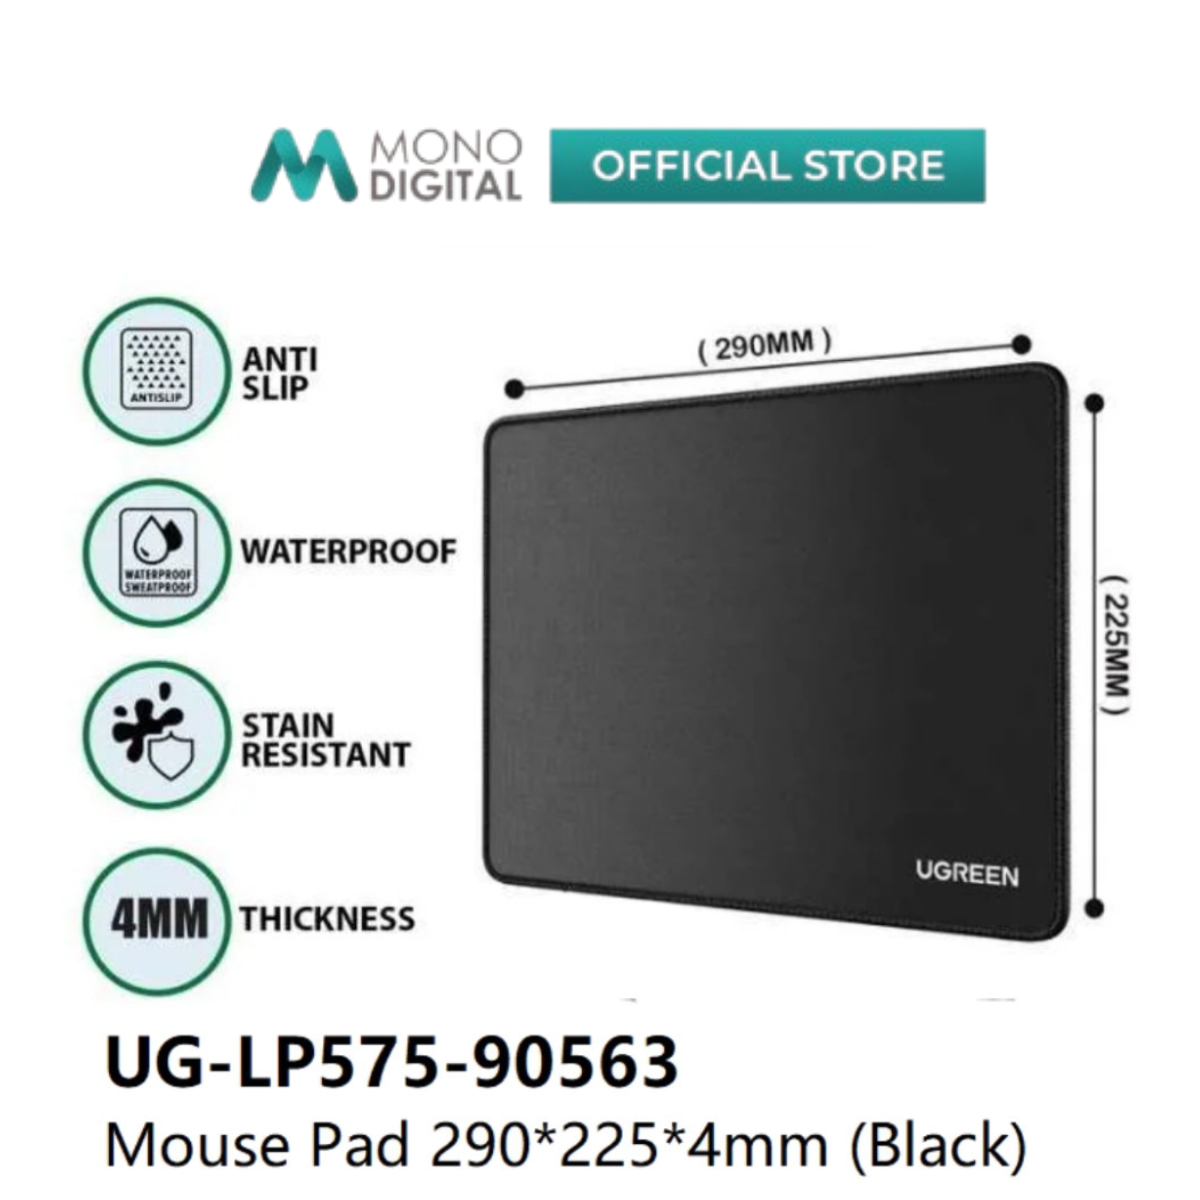 MONO
DIGITAL
OFFICIAL STORE
ANTISLIP
ANTI
SLIP
( 290MM )
WATERPROOF
SWEATPROOF
WATERPROOF
( 225MM )
STAIN
RESISTANT
UGREEN
4MM
THICKNESS
UG-LP575-90563
Mouse Pad 290*225*4mm (Black)